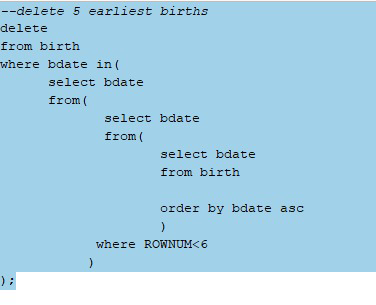 --delete 5 earliest births
delete
from birth
where bdate in(
select bdate
from(
select bdate
from(
select bdate
from birth
order by bdate asc
)
where ROWNUM<6
)
);